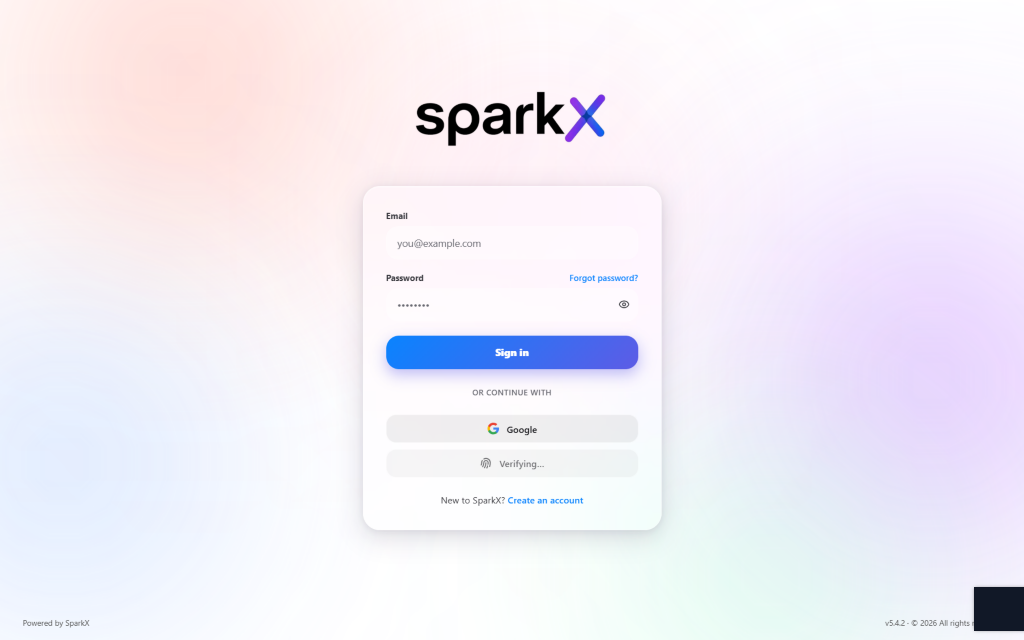 sparkX
Email
you@example.com
Password Forgot password?
••••••••
Sign in
OR CONTINUE WITH
Google
Verifying...
New to SparkX? Create an account
Powered by SparkX
v5.4.2 - © 2026 All rights